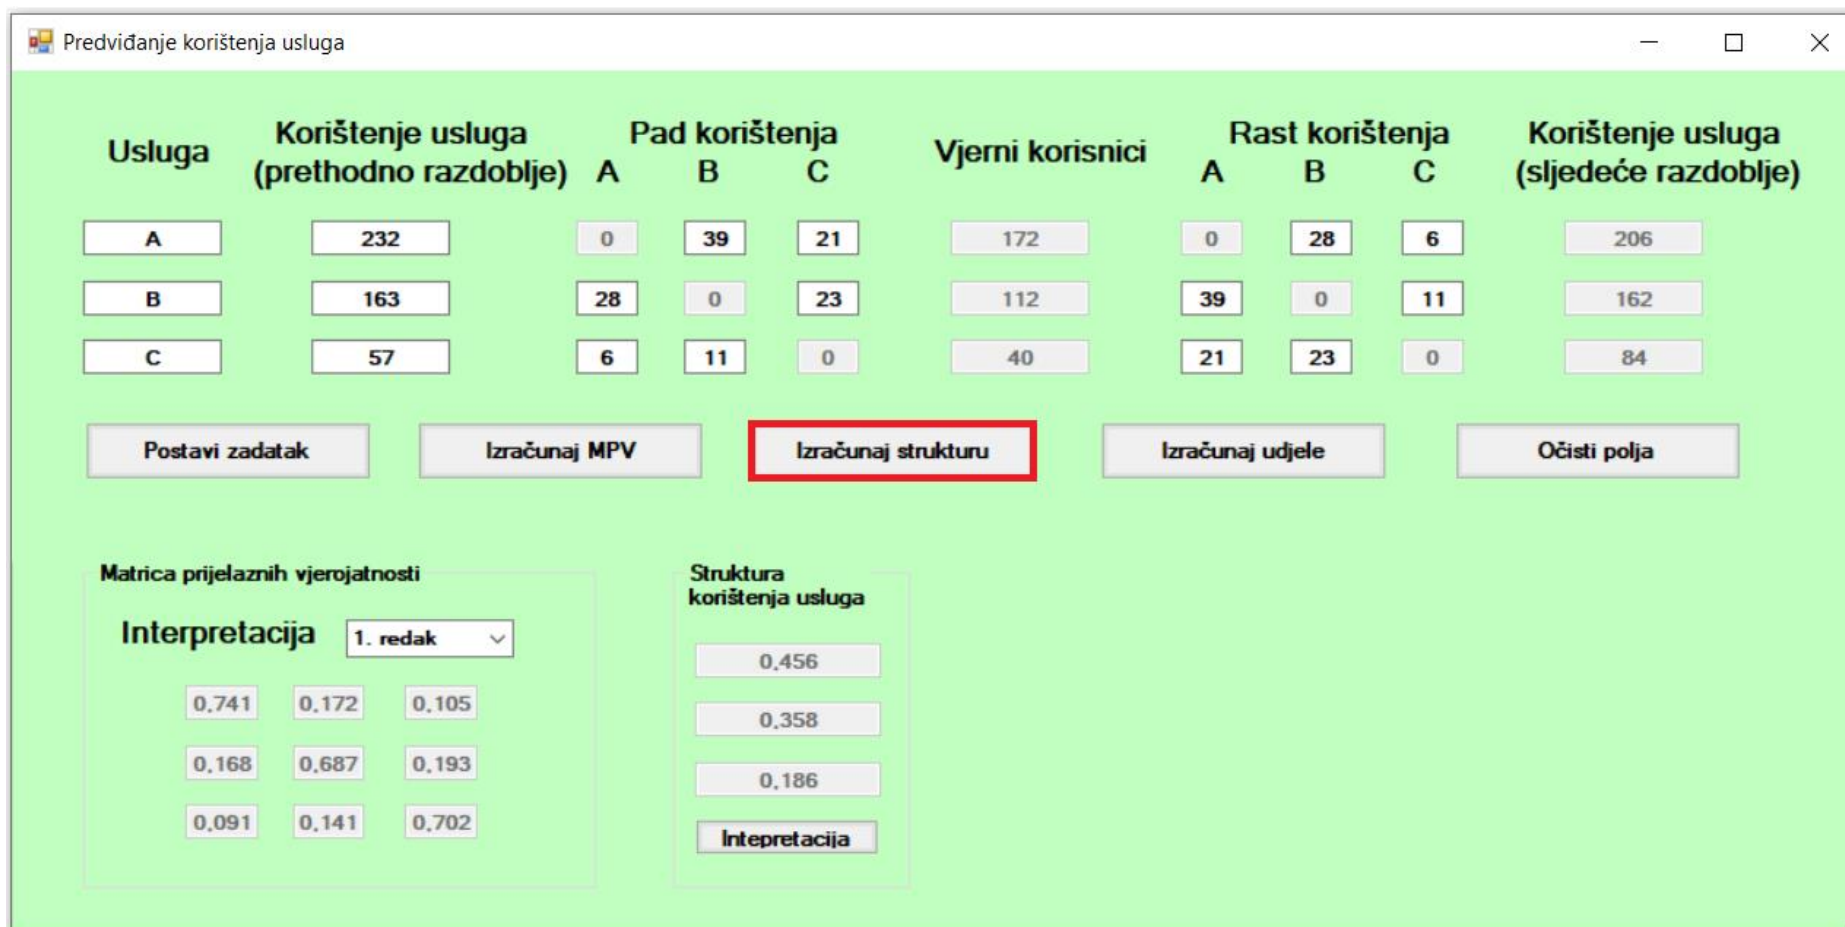 Predviđanje korištenja usluga
Usluga Korištenje usluga (prethodno razdoblje) Pad korištenja A B C Vjerni korisnici Rast korištenja A B C Korištenje usluga (sljedeće razdoblje)
A 232 0 39 21 172 0 28 6 206
B 163 28 0 23 112 39 0 11 162
C 57 6 11 0 40 21 23 0 84
Postavi zadatak Izračunaj MPV Izračunaj strukturu Izračunaj udjele Očisti polja
Matrica prijelaznih vjerojatnosti
Interpretacija 1. redak
0,741 0,172 0,105
0,168 0,687 0,193
0,091 0,141 0,702
Struktura
korištenja usluga
0,456
0,358
0,186
Intepretacija